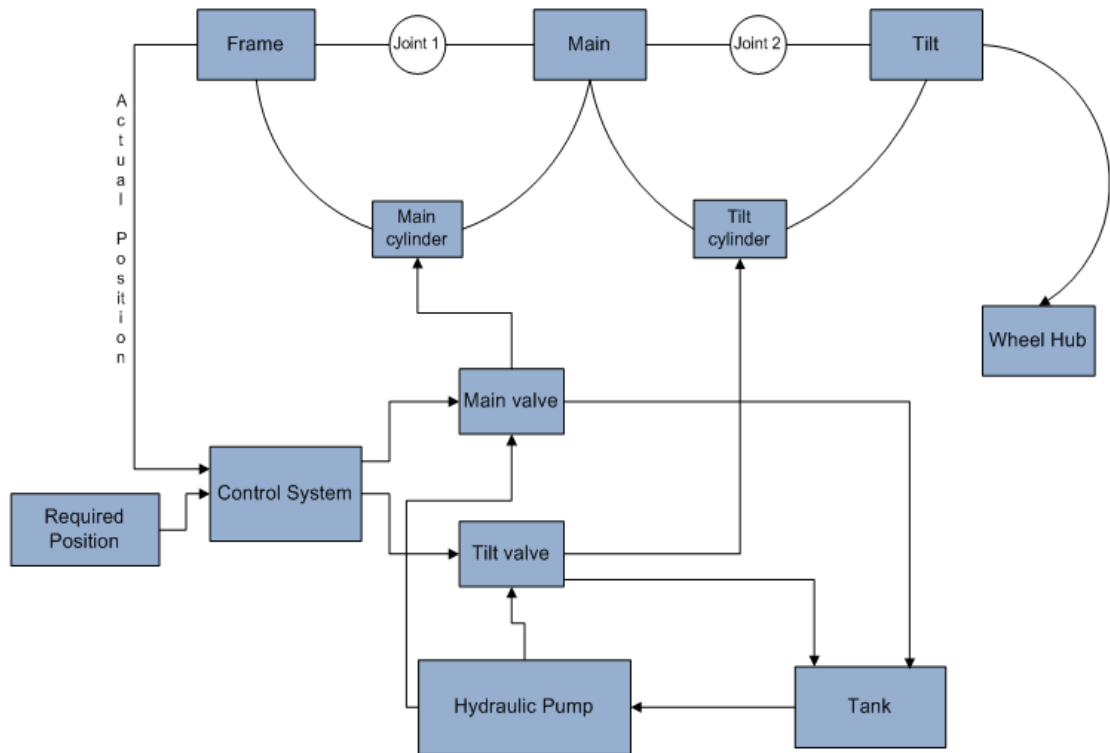 Frame
Joint 1
Main
Joint 2
Tilt
Actual Position
Main
cylinder
Tilt
cylinder
Wheel Hub
Main valve
Control System
Required
Position
Tilt valve
Hydraulic Pump
Tank